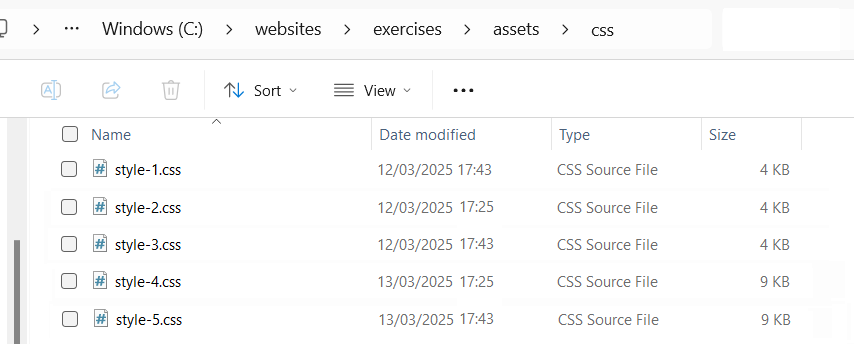 Windows (C:) websites exercises assets css
Sort View
Name Date modified Type Size
style-1.css 12/03/2025 17:43 CSS Source File 4 KB
style-2.css 12/03/2025 17:25 CSS Source File 4 KB
style-3.css 12/03/2025 17:43 CSS Source File 4 KB
style-4.css 13/03/2025 17:25 CSS Source File 9 KB
style-5.css 13/03/2025 17:43 CSS Source File 9 KB